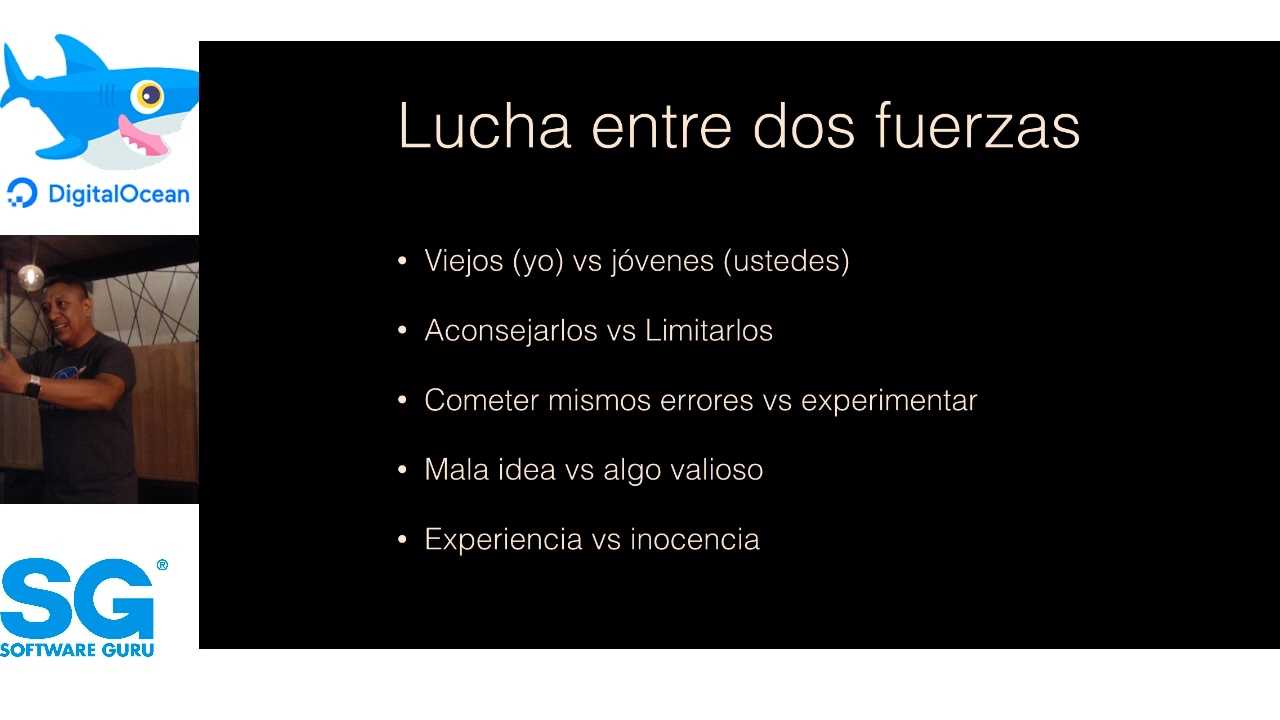 DigitalOcean
SG®
SOFTWARE GURU
Lucha entre dos fuerzas
• Viejos (yo) vs jóvenes (ustedes)
• Aconsejarlos vs Limitarlos
• Cometer mismos errores vs experimentar
• Mala idea vs algo valioso
• Experiencia vs inocencia